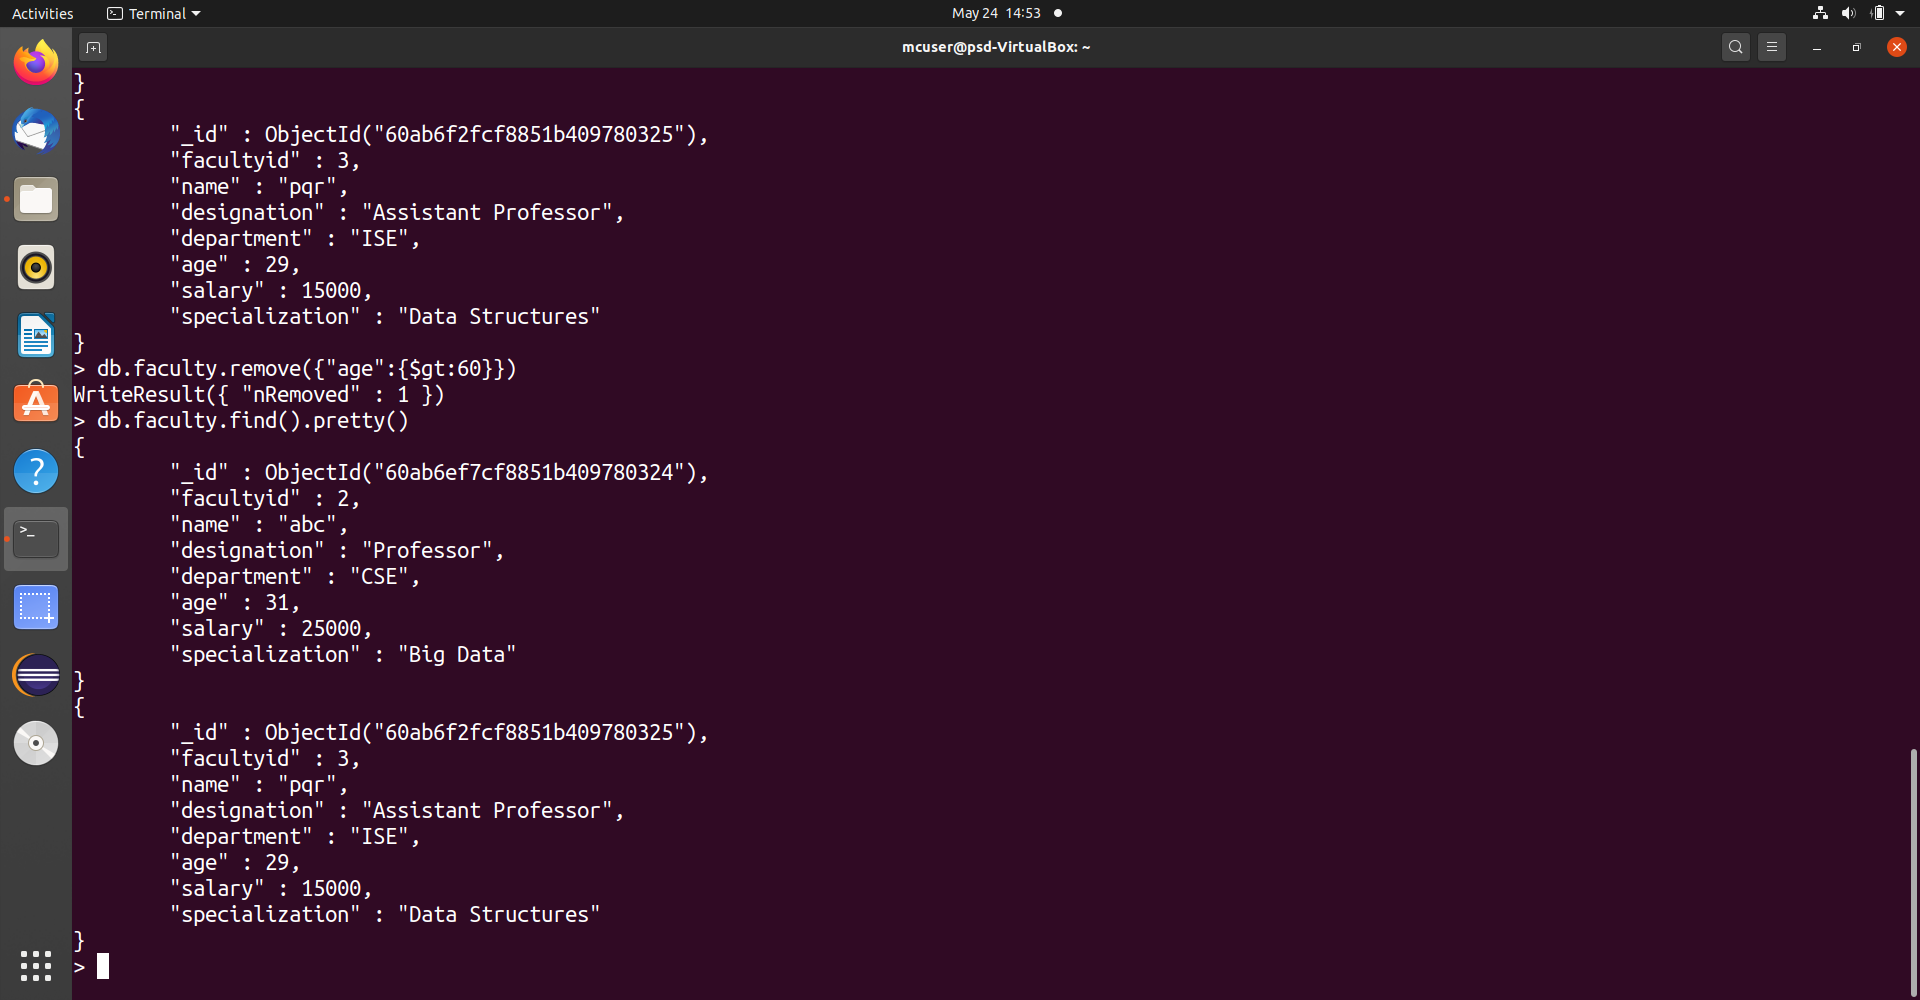 Activities
Terminal
May 24 14:53
mcuser@psd-VirtualBox: ~
}
{
"_id" : ObjectId("60ab6f2fcf8851b409780325"),
"facultyid" : 3,
"name" : "pqr",
"designation" : "Assistant Professor",
"department" : "ISE",
"age" : 29,
"salary" : 15000,
"specialization" : "Data Structures"
}
> db.faculty.remove({"age":{$gt:60}})
WriteResult({ "nRemoved" : 1 })
> db.faculty.find().pretty()
{
"_id" : ObjectId("60ab6ef7cf8851b409780324"),
"facultyid" : 2,
"name" : "abc",
"designation" : "Professor",
"department" : "CSE",
"age" : 31,
"salary" : 25000,
"specialization" : "Big Data"
}
{
"_id" : ObjectId("60ab6f2fcf8851b409780325"),
"facultyid" : 3,
"name" : "pqr",
"designation" : "Assistant Professor",
"department" : "ISE",
"age" : 29,
"salary" : 15000,
"specialization" : "Data Structures"
}
>